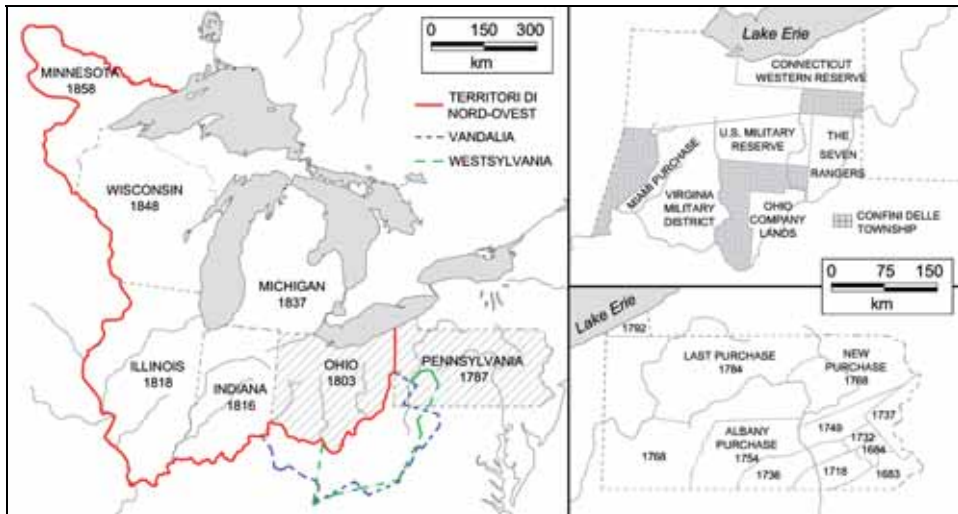 MINNESOTA
1858
0 150 300
km
TERRITORI DI
NORD-OVEST
VANDALIA
WESTSYLVANIA
WISCONSIN
1848
MICHIGAN
1837
ILLINOIS
1818
INDIANA
1816
OHIO
1803
PENNSYLVANIA
1787
Lake Erie
CONNECTICUT
WESTERN RESERVE
U.S. MILITARY
RESERVE
THE
SEVEN
RANGERS
MIAMI PURCHASE
VIRGINIA
MILITARY
DISTRICT
OHIO
COMPANY
LANDS
CONFINI DELLE
TOWNSHIP
0 75 150
km
Lake Erie
1792
LAST PURCHASE
1784
NEW
PURCHASE
1768
1768
ALBANY
PURCHASE
1754
1749
1737
1732
1684
1736
1718
1683